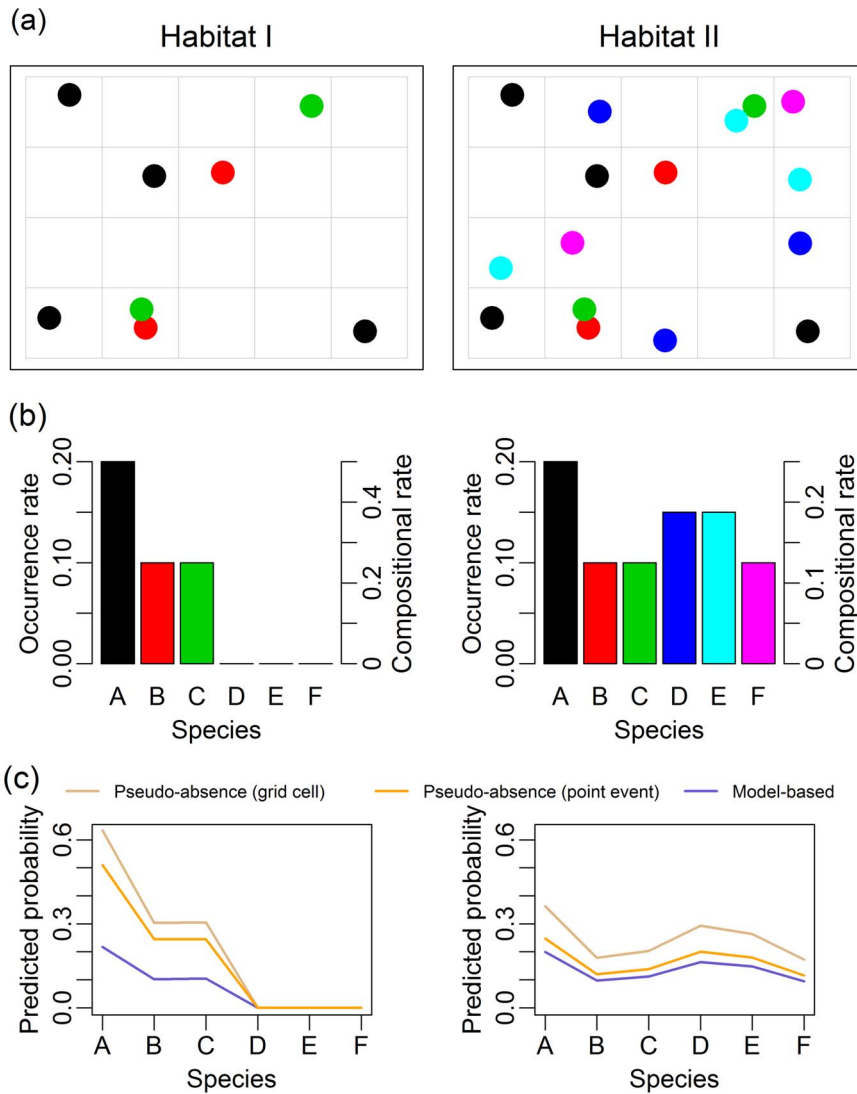 (a)
Habitat I
Habitat II
(b)
Occurrence rate
0.00 0.10 0.20
Compositional rate
0 0.2 0.4
A B C D E F
Species
Occurrence rate
0.00 0.10 0.20
Compositional rate
0 0.1 0.2
A B C D E F
Species
(c)
Pseudo-absence (grid cell)
Pseudo-absence (point event)
Model-based
Predicted probability
0.0 0.3 0.6
A B C D E F
Species
Predicted probability
0.0 0.3 0.6
A B C D E F
Species